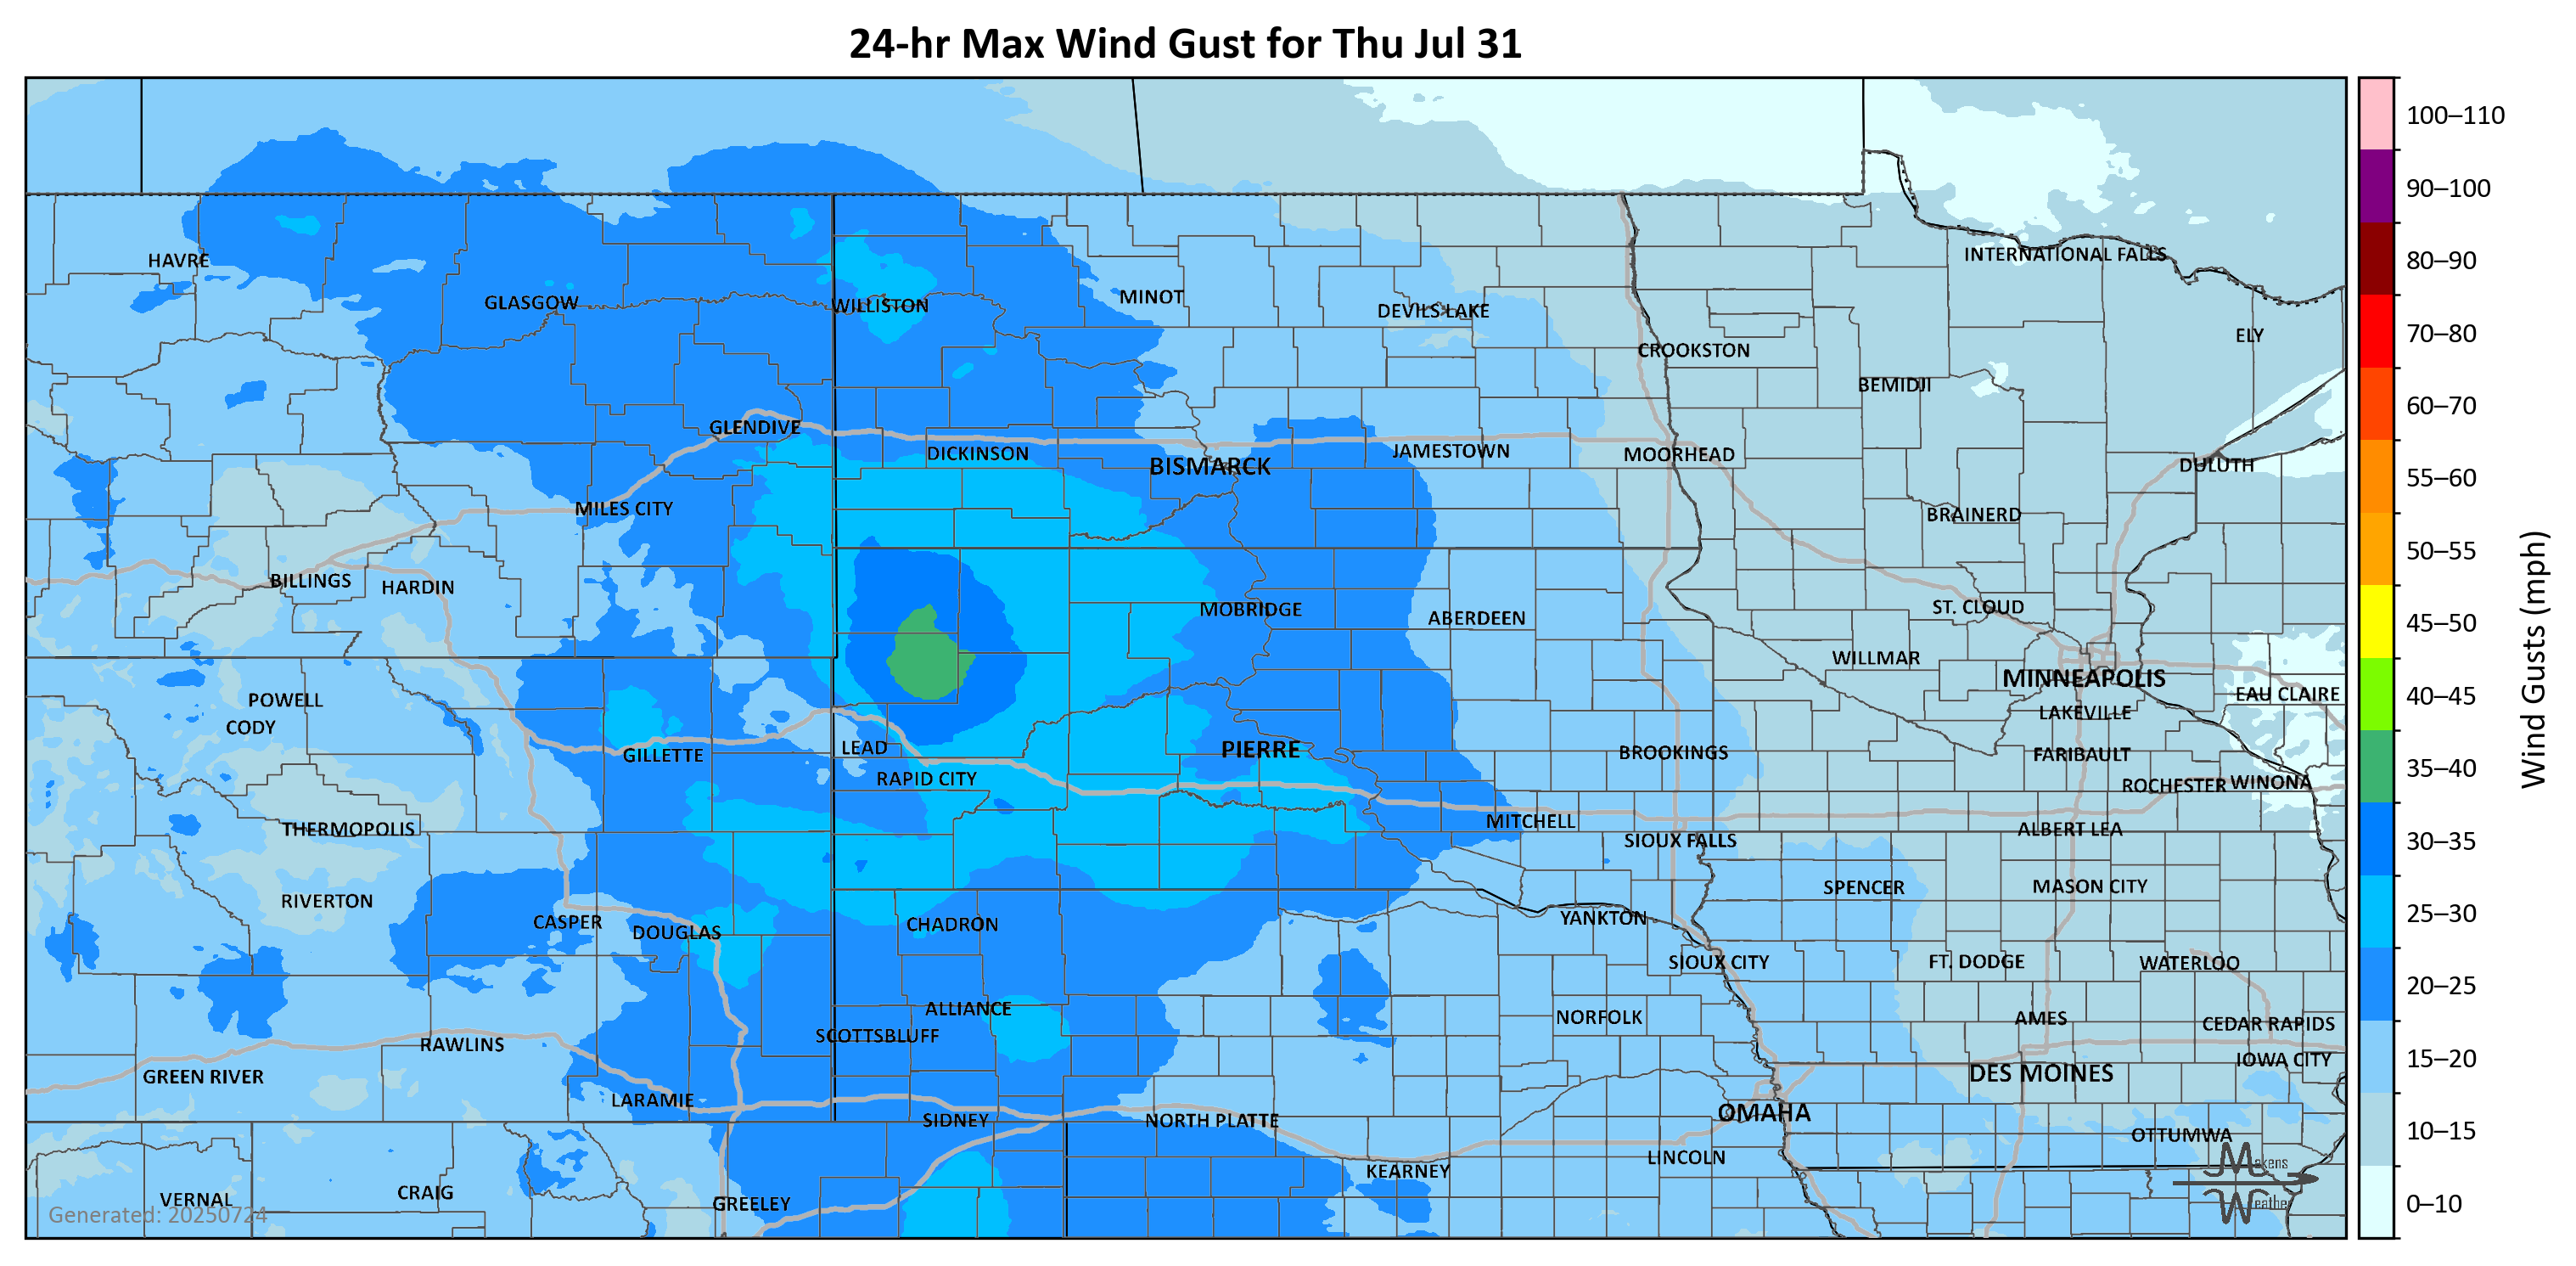 24-hr Max Wind Gust for Thu Jul 31
100–110
90–100
80–90
70–80
60–70
55–60
50–55
45–50
40–45
35–40
30–35
25–30
20–25
15–20
10–15
0–10
Wind Gusts (mph)
HAVRE
GLASGOW
WILLISTON
MINOT
DEVILS LAKE
INTERNATIONAL FALLS
ELY
CROOKSTON
BEMIDJI
GLENDIVE
DICKINSON
BISMARCK
JAMESTOWN
MOORHEAD
DULUTH
MILES CITY
BRAINERD
BILLINGS
HARDIN
MOBRIDGE
ABERDEEN
ST. CLOUD
WILLMAR
MINNEAPOLIS
EAU CLAIRE
POWELL
CODY
LAKEVILLE
GILLETTE
LEAD
PIERRE
BROOKINGS
FARIBAULT
RAPID CITY
ROCHESTER
WINONA
THERMOPOLIS
MITCHELL
ALBERT LEA
SIOUX FALLS
RIVERTON
SPENCER
MASON CITY
CASPER
DOUGLAS
CHADRON
YANKTON
SIOUX CITY
FT. DODGE
WATERLOO
ALLIANCE
SCOTTSBLUFF
NORFOLK
AMES
CEDAR RAPIDS
RAWLINS
IOWA CITY
GREEN RIVER
DES MOINES
LARAMIE
SIDNEY
NORTH PLATTE
OMAHA
OTTUMWA
KEARNEY
LINCOLN
VERNAL
CRAIG
GREELEY
Generated: 20250724
Makens
Weather